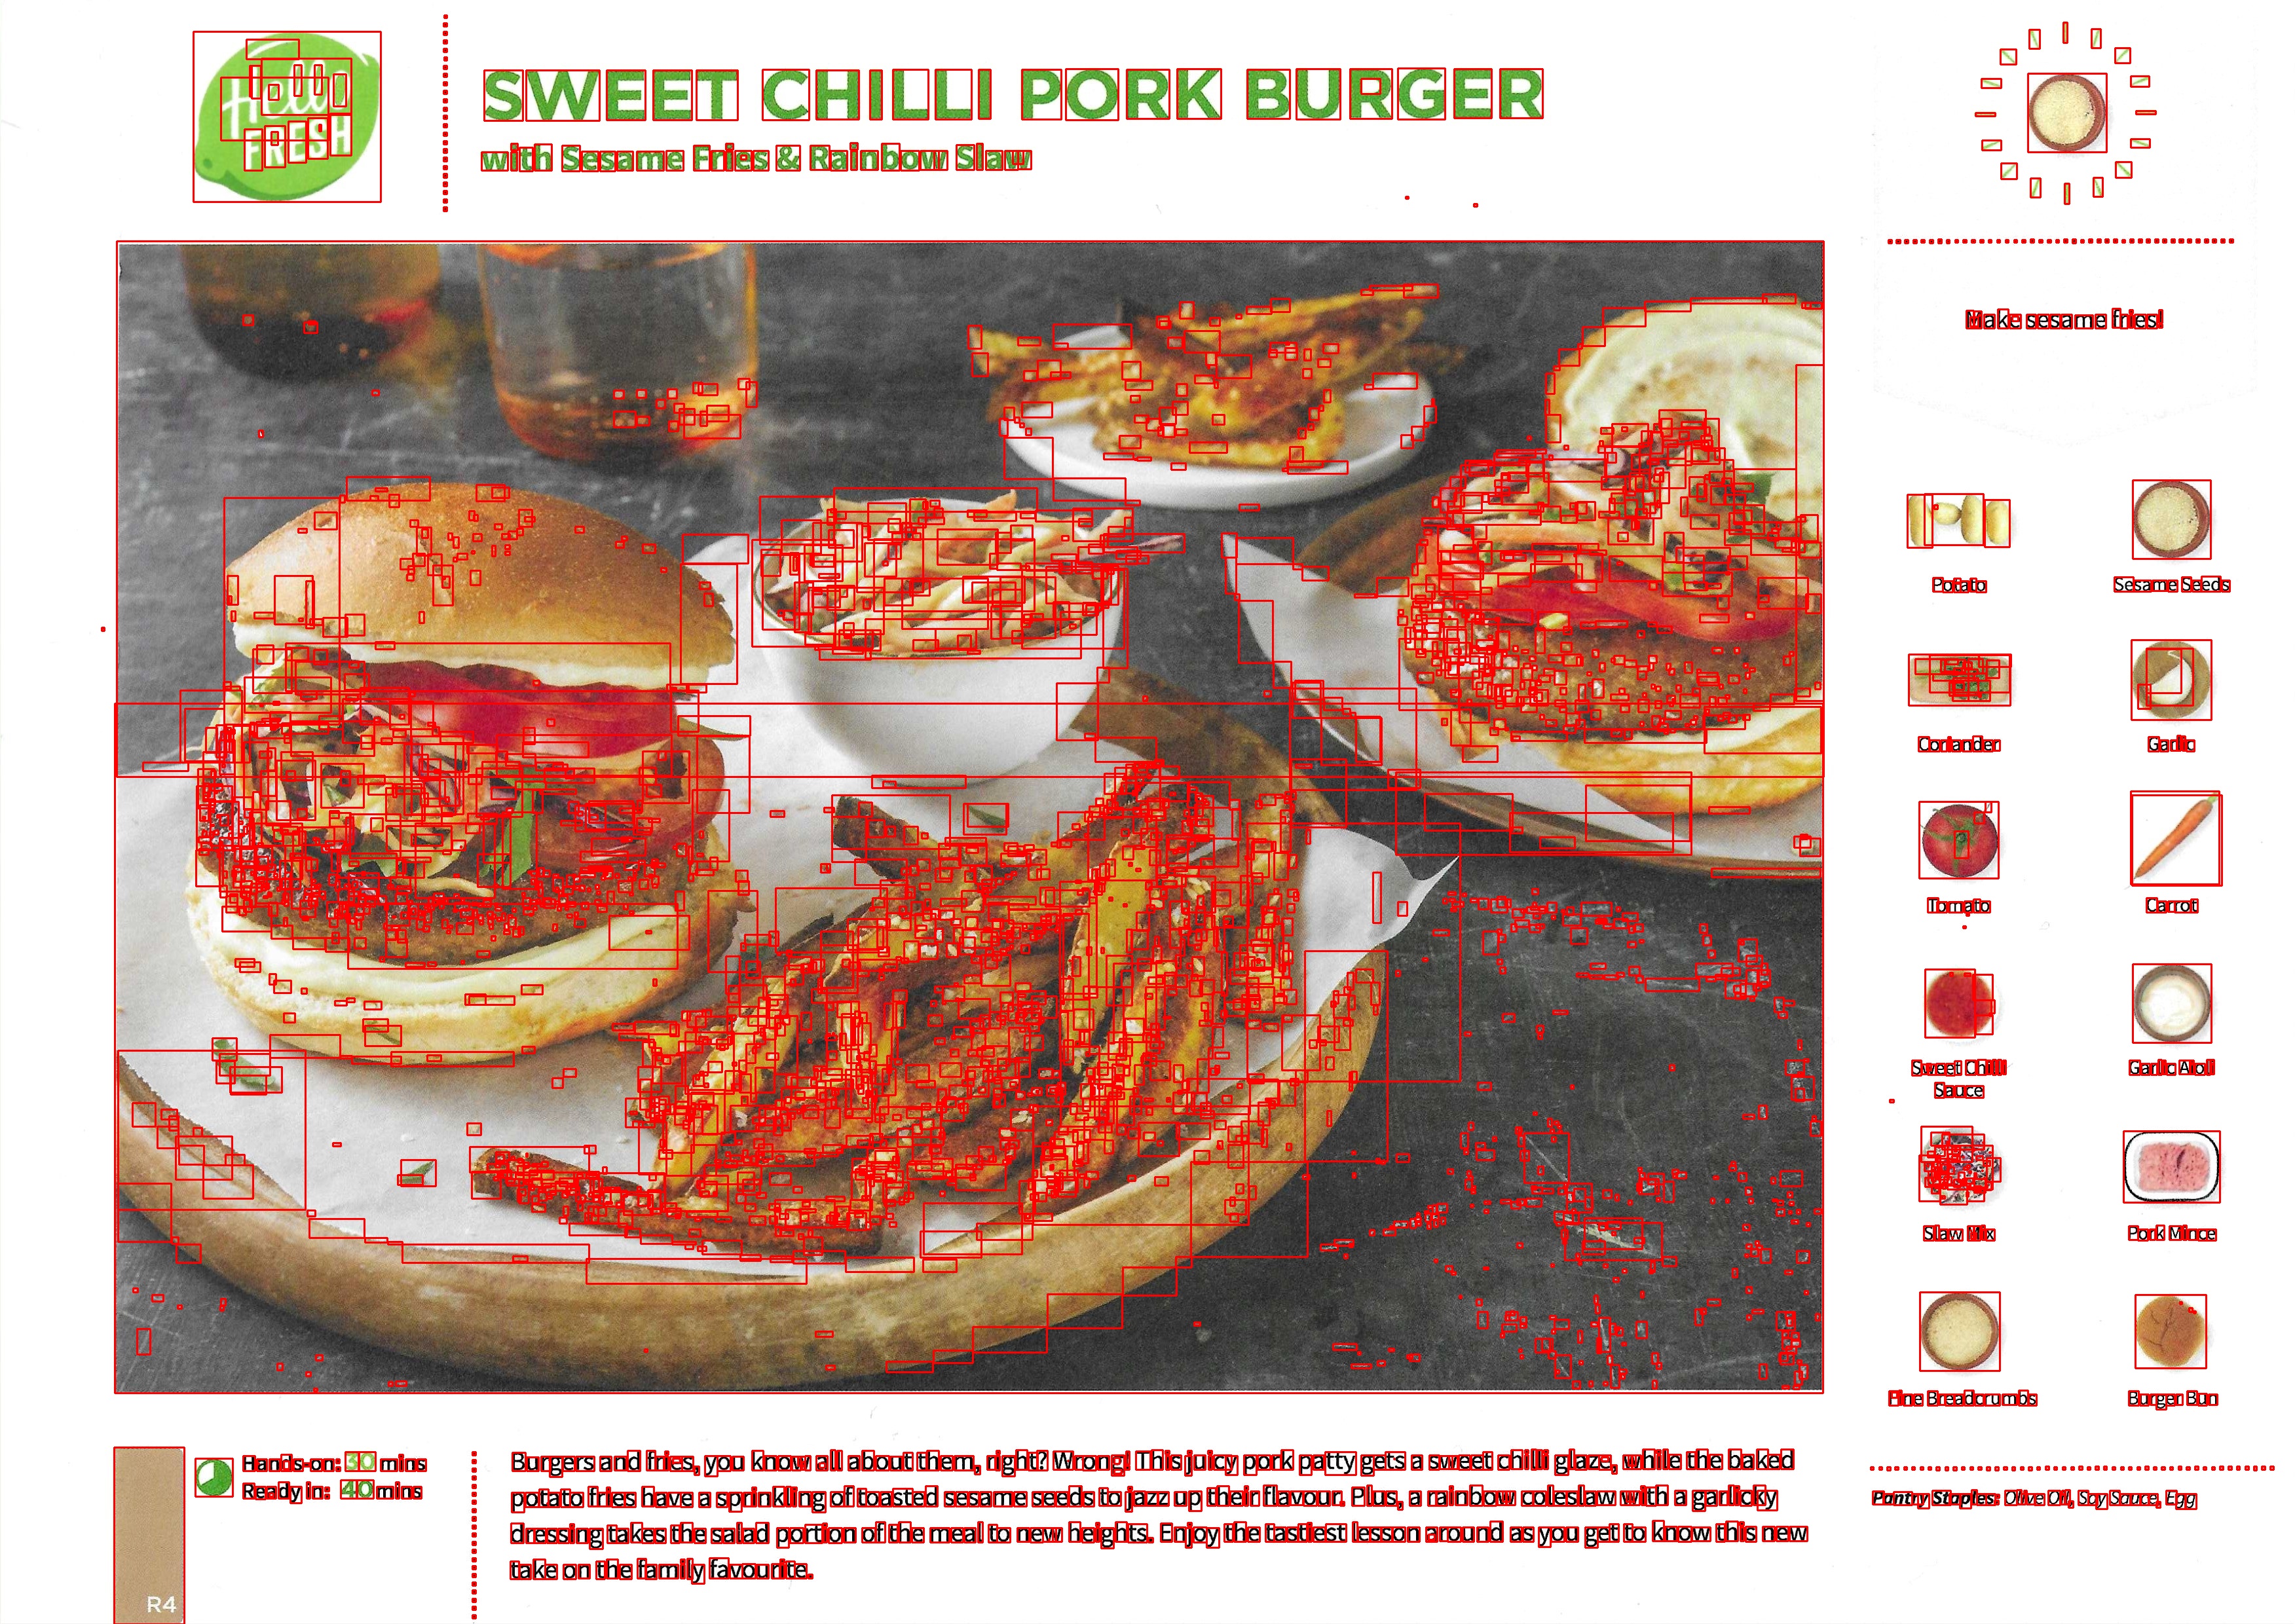 Hello
FRESH
SWEET CHILLI PORK BURGER
with Sesame Fries & Rainbow Slaw
Make sesame fries!
Potato
Sesame Seeds
Coriander
Garlic
Tomato
Carrot
Sweet Chilli
Sauce
Garlic Aioli
Slaw Mix
Pork Mince
Fine Breadcrumbs
Burger Bun
Hands-on: 30 mins
Ready in: 40 mins
R4
Burgers and fries, you know all about them, right? Wrong! This juicy pork patty gets a sweet chilli glaze, while the baked
potato fries have a sprinkling of toasted sesame seeds to jazz up their flavour. Plus, a rainbow coleslaw with a garlicky
dressing takes the salad portion of the meal to new heights. Enjoy the tastiest lesson around as you get to know this new
take on the family favourite.
Pantry Staples: Olive Oil, Soy Sauce, Egg